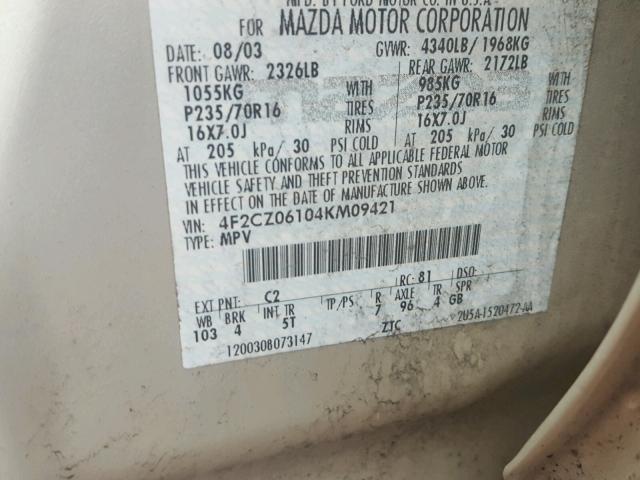 MFD. BY FORD MOTOR CO. IN U.S.A
FOR MAZDA MOTOR CORPORATION
DATE: 08/03 GVWR: 4340LB/1968KG
FRONT GAWR: 2326LB REAR GAWR: 2172LB
1055KG WITH 985KG WITH
P235/70R16 TIRES P235/70R16 TIRES
16X7.0J RIMS 16X7.0J RIMS
AT 205 kPa/30 PSI COLD AT 205 kPa/30 PSI COLD
THIS VEHICLE CONFORMS TO ALL APPLICABLE FEDERAL MOTOR
VEHICLE SAFETY AND THEFT PREVENTION STANDARDS
IN EFFECT ON THE DATE OF MANUFACTURE SHOWN ABOVE.
VIN: 4F2CZ06104KM09421
TYPE: MPV
EXT PNT: C2 RC: 81 DSO:
WB BRK INT TR TP/PS R AXLE TR SPR
103 4 5T 7 96 4 GB
1200308073147 ZTC 2U5A-1520472-AA